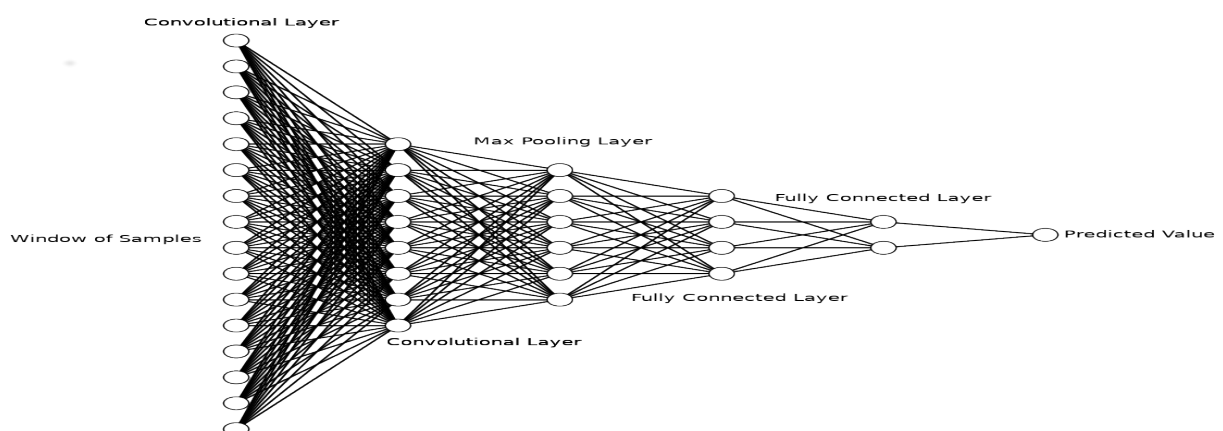 Convolutional Layer
Max Pooling Layer
Fully Connected Layer
Window of Samples
Predicted Value
Fully Connected Layer
Convolutional Layer